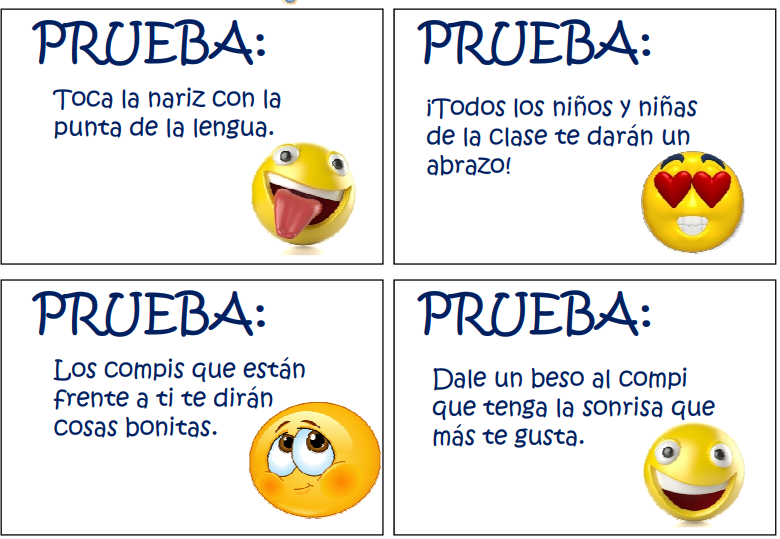 PRUEBA:
Toca la nariz con la
punta de la lengua.
PRUEBA:
¡Todos los niños y niñas
de la clase te darán un
abrazo!
PRUEBA:
Los compis que están
frente a ti te dirán
cosas bonitas.
PRUEBA:
Dale un beso al compi
que tenga la sonrisa que
más te gusta.